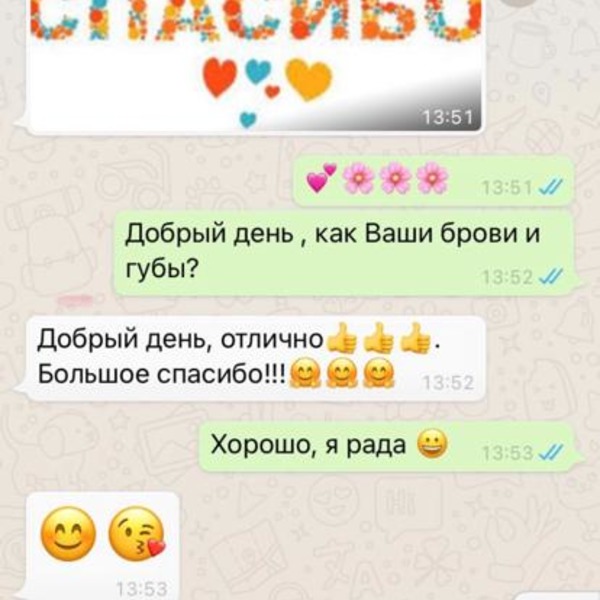 СПАСИБО
13:51
💕🌸🌸🌸 13:51
Добрый день , как Ваши брови и
губы? 13:52
Добрый день, отлично👍👍👍.
Большое спасибо!!!🤗🤗🤗 13:52
Хорошо, я рада 😀 13:53
😊😘
13:53